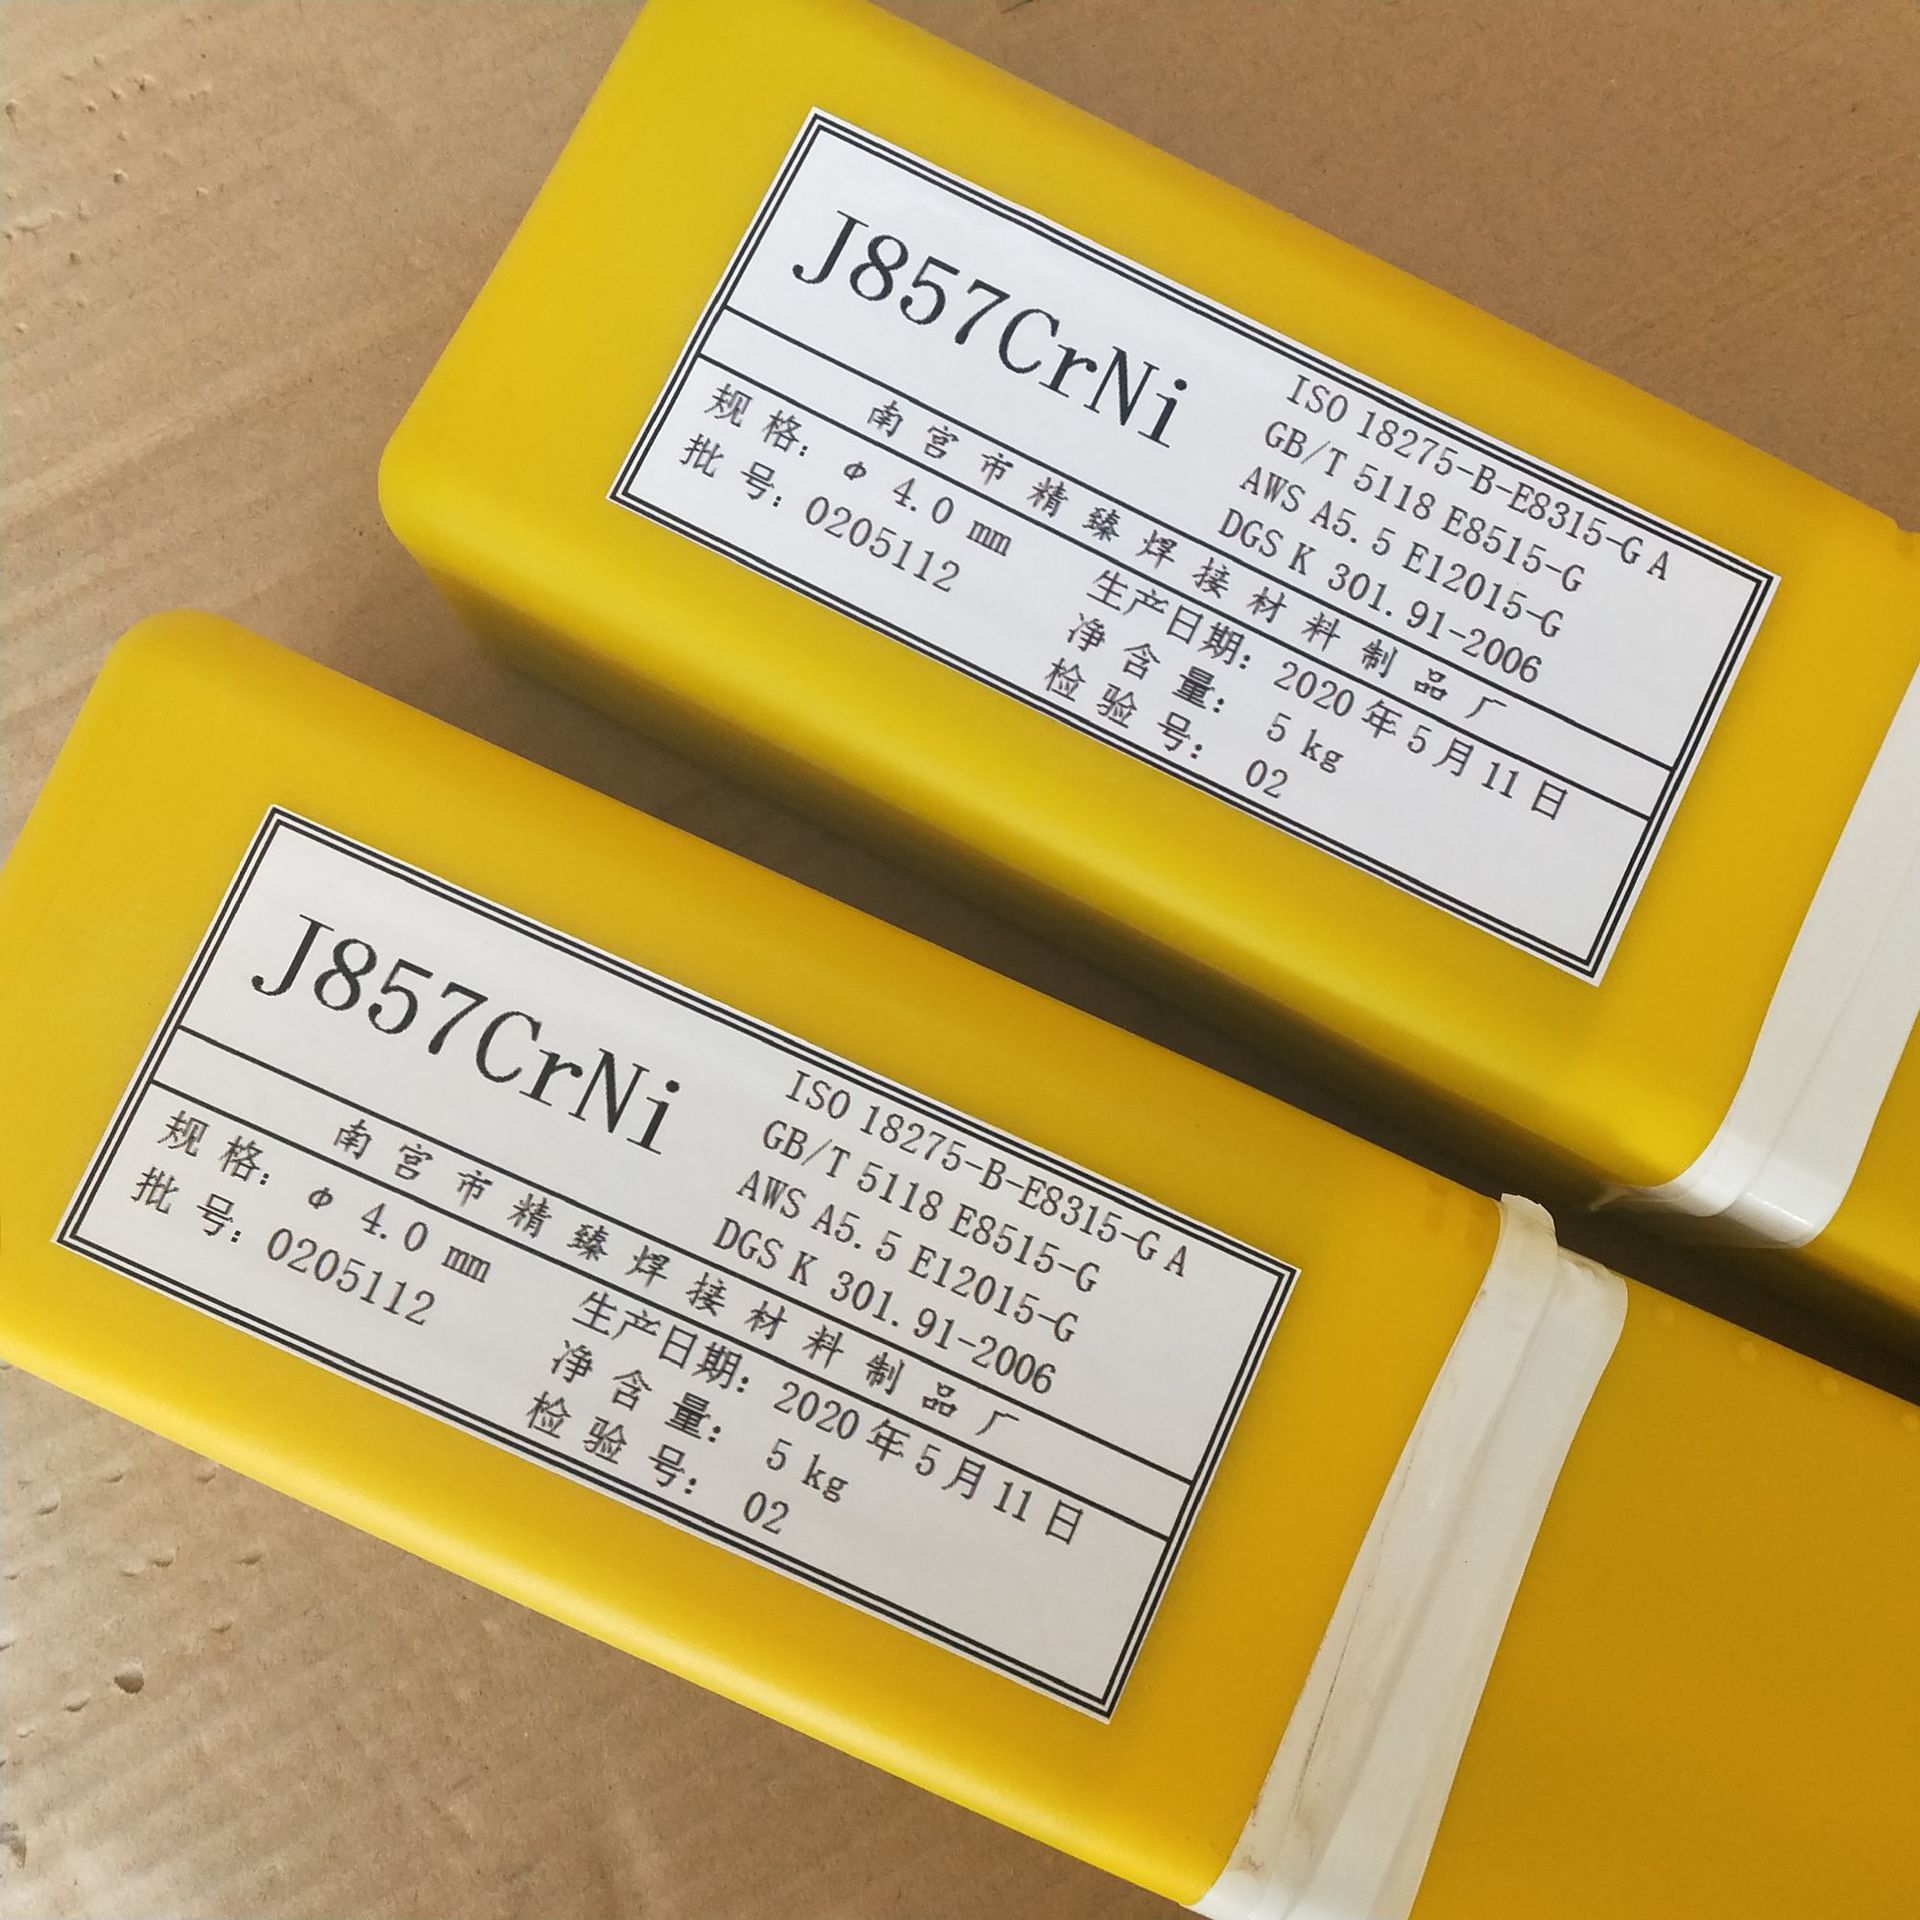 J857CrNi
ISO 18275-B-E8315-G A
GB/T 5118 E8515-G
AWS A5.5 E12015-G
DGS K 301.91-2006
南宫市精臻焊接材料制品厂
规格: Φ 4.0 mm
批号: 0205112
生产日期: 2020年5月11日
净含量: 5 kg
检验号: 02
J857CrNi
ISO 18275-B-E8315-G A
GB/T 5118 E8515-G
AWS A5.5 E12015-G
DGS K 301.91-2006
南宫市精臻焊接材料制品厂
规格: Φ 4.0 mm
批号: 0205112
生产日期: 2020年5月11日
净含量: 5 kg
检验号: 02